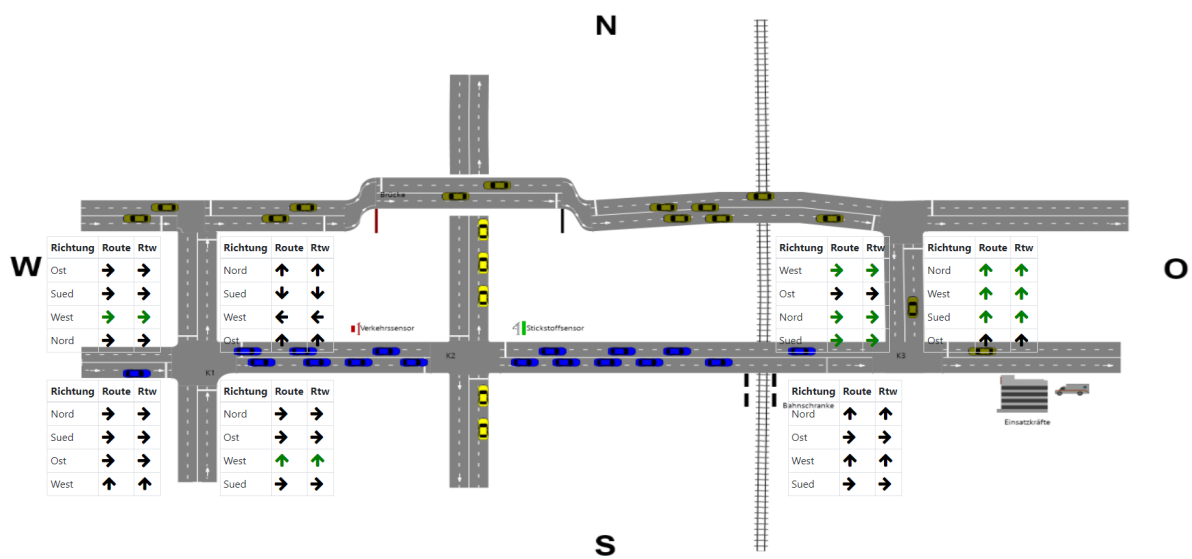 N
Brücke
W
O
Richtung Route Rtw
Ost
Sued
West
Nord
Richtung Route Rtw
Nord
Sued
West
Ost
Richtung Route Rtw
West
Ost
Nord
Sued
Richtung Route Rtw
Nord
West
Sued
Ost
Verkehrssensor
Stickstoffsensor
K1
K2
K3
Richtung Route Rtw
Nord
Sued
Ost
West
Richtung Route Rtw
Nord
Ost
West
Sued
Richtung Route Rtw
Bahnschranke
Nord
Ost
West
Sued
Einsatzkräfte
S